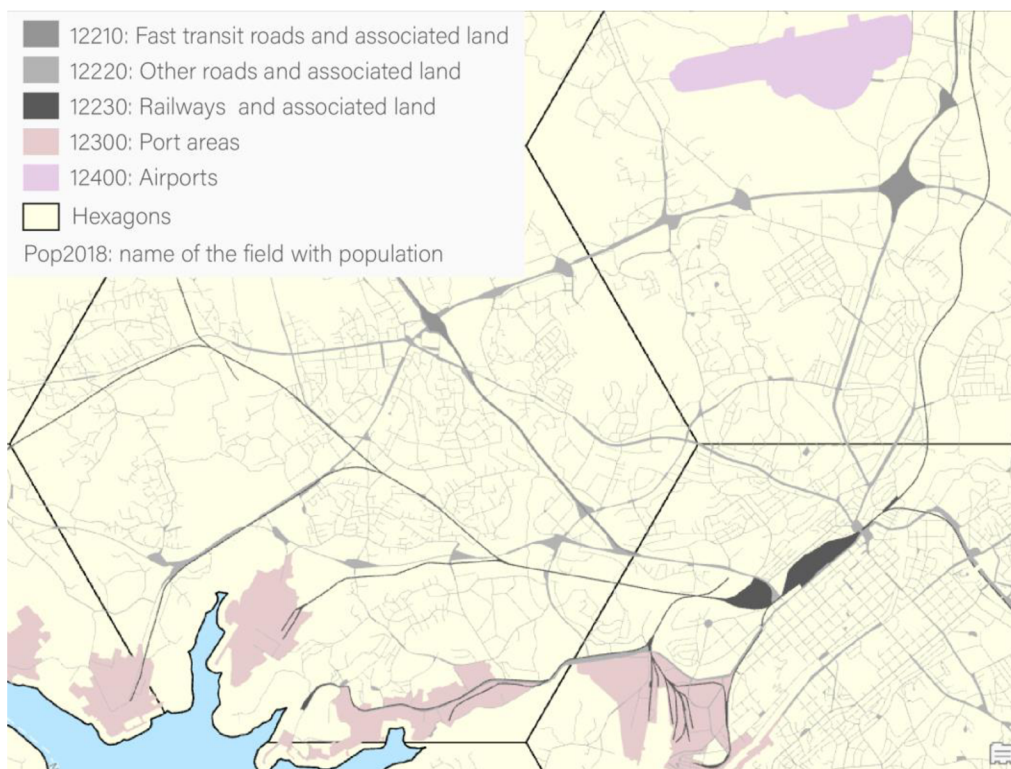 12210: Fast transit roads and associated land
12220: Other roads and associated land
12230: Railways and associated land
12300: Port areas
12400: Airports
Hexagons
Pop2018: name of the field with population